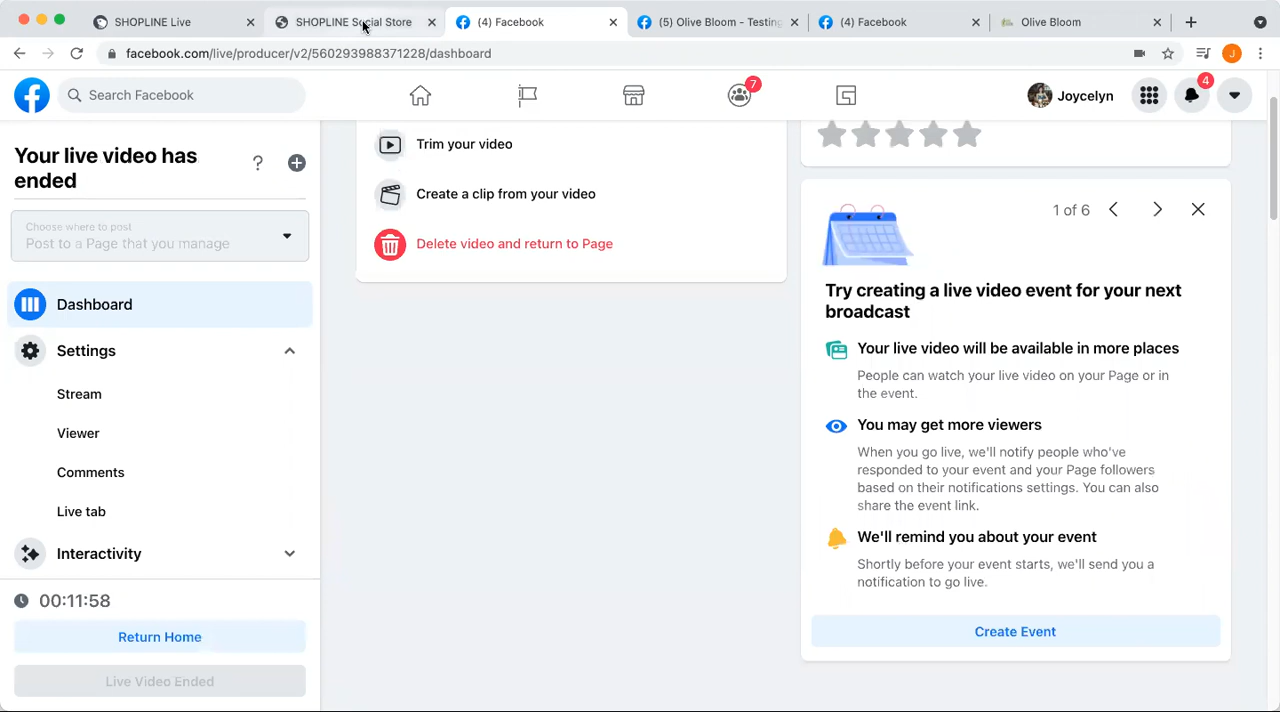 SHOPLINE Live
SHOPLINE Social Store
(4) Facebook
(5) Olive Bloom - Testing
(4) Facebook
Olive Bloom
facebook.com/live/producer/v2/560293988371228/dashboard
J
Search Facebook
7
Joycelyn
4
Your live video has
ended
?
Choose where to post
Post to a Page that you manage
Dashboard
Settings
Stream
Viewer
Comments
Live tab
Interactivity
00:11:58
Return Home
Live Video Ended
Trim your video
Create a clip from your video
Delete video and return to Page
1 of 6
Try creating a live video event for your next
broadcast
Your live video will be available in more places
People can watch your live video on your Page or in
the event.
You may get more viewers
When you go live, we'll notify people who've
responded to your event and your Page followers
based on their notifications settings. You can also
share the event link.
We'll remind you about your event
Shortly before your event starts, we'll send you a
notification to go live.
Create Event